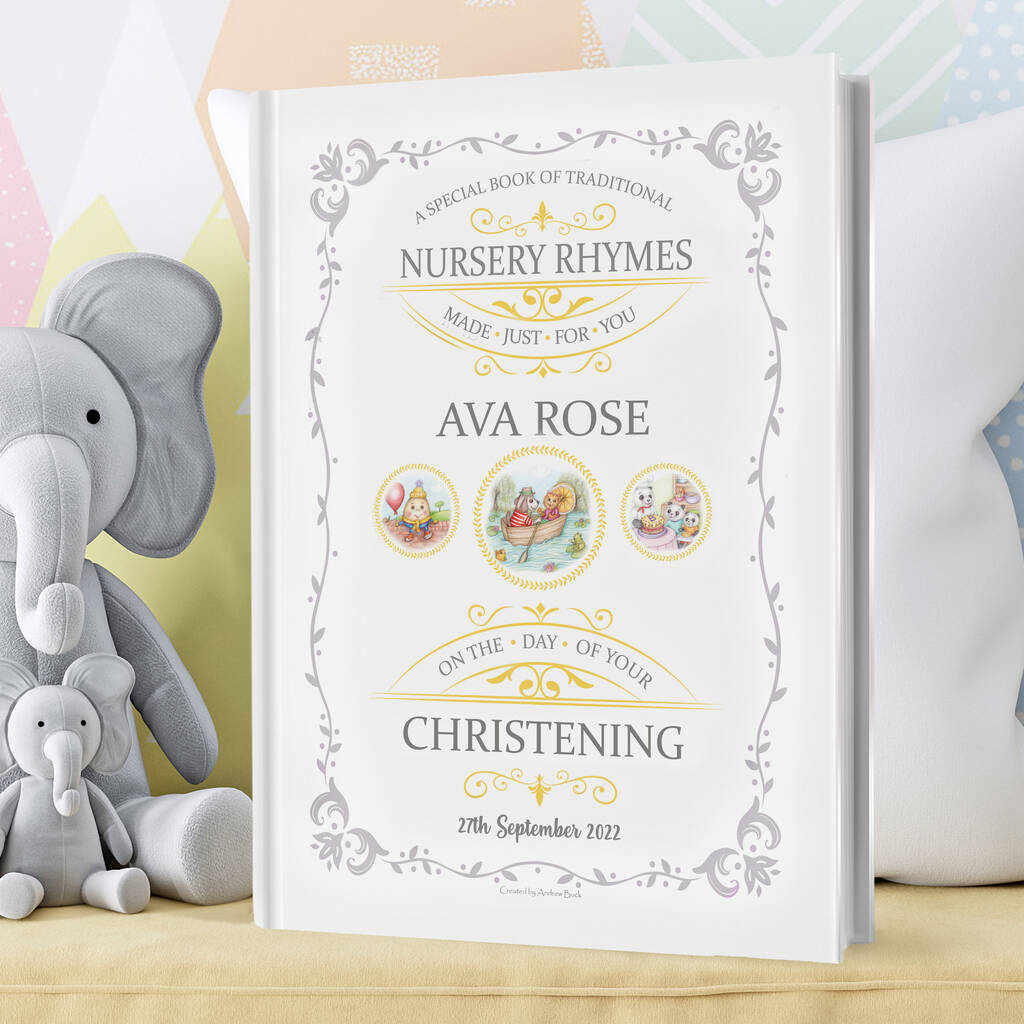 A SPECIAL BOOK OF TRADITIONAL
NURSERY RHYMES
MADE • JUST • FOR • YOU
AVA ROSE
ON THE • DAY • OF YOUR
CHRISTENING
27th September 2022
Created by Andrew Buck